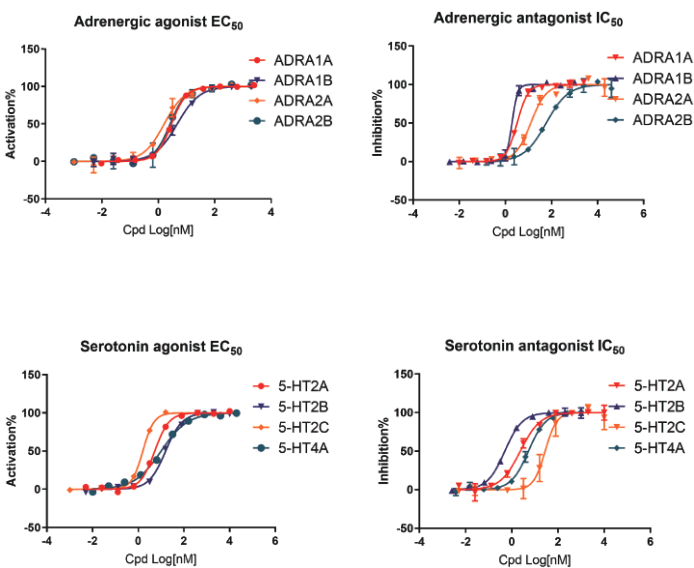 Adrenergic agonist EC50
150
100
50
0
-50
Activation%
-4
-2
0
2
4
Cpd Log[nM]
ADRA1A
ADRA1B
ADRA2A
ADRA2B
Adrenergic antagonist IC50
150
100
50
0
-50
Inhibition%
-4
-2
0
2
4
6
Cpd Log[nM]
ADRA1A
ADRA1B
ADRA2A
ADRA2B
Serotonin agonist EC50
150
100
50
0
-50
Activation%
-4
-2
0
2
4
6
Cpd Log[nM]
5-HT2A
5-HT2B
5-HT2C
5-HT4A
Serotonin antagonist IC50
150
100
50
0
-50
Inhibition%
-4
-2
0
2
4
6
Cpd Log[nM]
5-HT2A
5-HT2B
5-HT2C
5-HT4A